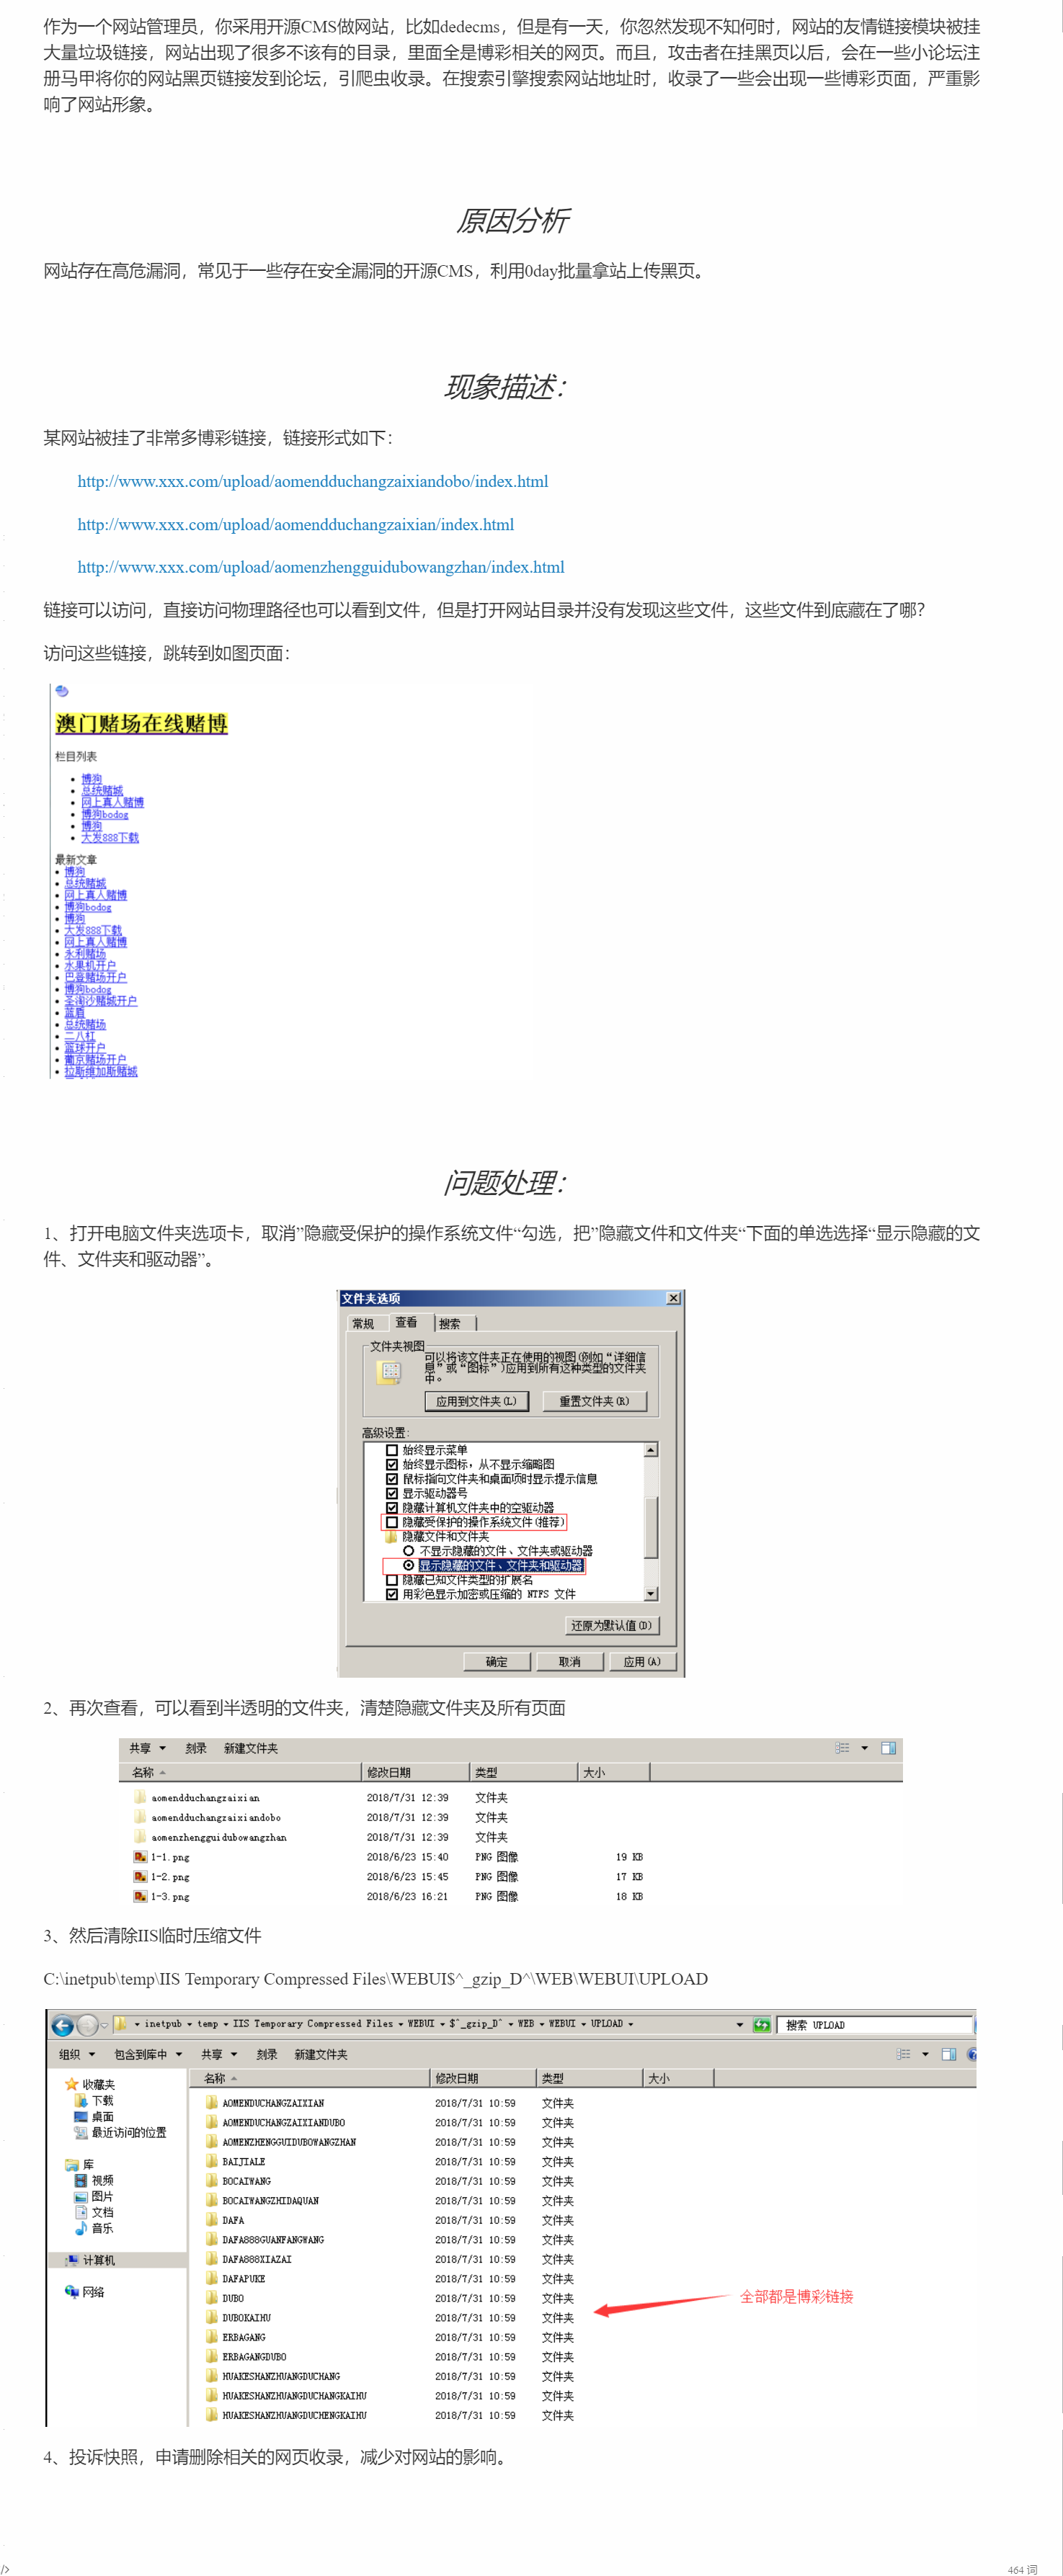 作为一个网站管理员，你采用开源CMS做网站，比如dedecms，但是有一天，你忽然发现不知何时，网站的友情链接模块被挂
大量垃圾链接，网站出现了很多不该有的目录，里面全是博彩相关的网页。而且，攻击者在挂黑页以后，会在一些小论坛注
册马甲将你的网站黑页链接发到论坛，引爬虫收录。在搜索引擎搜索网站地址时，收录了一些会出现一些博彩页面，严重影
响了网站形象。
原因分析
网站存在高危漏洞，常见于一些存在安全漏洞的开源CMS，利用0day批量拿站上传黑页。
现象描述：
某网站被挂了非常多博彩链接，链接形式如下：
http://www.xxx.com/upload/aomendduchangzaixiandobo/index.html
http://www.xxx.com/upload/aomendduchangzaixian/index.html
http://www.xxx.com/upload/aomenzhengguidubowangzhan/index.html
链接可以访问，直接访问物理路径也可以看到文件，但是打开网站目录并没有发现这些文件，这些文件到底藏在了哪？
访问这些链接，跳转到如图页面：
澳门赌场在线赌博
栏目列表
博狗
总统赌城
网上真人赌博
博狗bodog
博狗
大发888下载
最新文章
博狗
总统赌城
网上真人赌博
博狗bodog
博狗
大发888下载
网上真人赌博
永利赌场
水果机开户
巴登赌场开户
博狗bodog
圣淘沙赌城开户
蓝盾
总统赌场
二八杠
篮球开户
葡京赌场开户
拉斯维加斯赌城
问题处理：
1、打开电脑文件夹选项卡，取消”隐藏受保护的操作系统文件“勾选，把”隐藏文件和文件夹“下面的单选选择“显示隐藏的文
件、文件夹和驱动器”。
文件夹选项
常规 查看 搜索
文件夹视图
可以将该文件夹正在使用的视图(例如“详细信
息”或“图标”)应用到所有这种类型的文件夹
中。
应用到文件夹(L) 重置文件夹(R)
高级设置:
始终显示菜单
始终显示图标，从不显示缩略图
鼠标指向文件夹和桌面项时显示提示信息
显示驱动器号
隐藏计算机文件夹中的空驱动器
隐藏受保护的操作系统文件(推荐)
隐藏文件和文件夹
不显示隐藏的文件、文件夹或驱动器
显示隐藏的文件、文件夹和驱动器
隐藏已知文件类型的扩展名
用彩色显示加密或压缩的 NTFS 文件
还原为默认值(D)
确定 取消 应用(A)
2、再次查看，可以看到半透明的文件夹，清楚隐藏文件夹及所有页面
共享 刻录 新建文件夹
名称 修改日期 类型 大小
aomendduchangzaixian 2018/7/31 12:39 文件夹
aomendduchangzaixiandobo 2018/7/31 12:39 文件夹
aomenzhengguidubowangzhan 2018/7/31 12:39 文件夹
1-1.png 2018/6/23 15:40 PNG 图像 19 KB
1-2.png 2018/6/23 15:45 PNG 图像 17 KB
1-3.png 2018/6/23 16:21 PNG 图像 18 KB
3、然后清除IIS临时压缩文件
C:\inetpub\temp\IIS Temporary Compressed Files\WEBUI$^_gzip_D^\WEB\WEBUI\UPLOAD
inetpub temp IIS Temporary Compressed Files WEBUI $^_gzip_D^ WEB WEBUI UPLOAD 搜索 UPLOAD
组织 包含到库中 共享 刻录 新建文件夹
收藏夹
下载
桌面
最近访问的位置
库
视频
图片
文档
音乐
计算机
网络
名称 修改日期 类型 大小
AOMENDUCHANGZAIXIAN 2018/7/31 10:59 文件夹
AOMENDUCHANGZAIXIANDUBO 2018/7/31 10:59 文件夹
AOMENZHENGGUIDUBOWANGZHAN 2018/7/31 10:59 文件夹
BAIJIALE 2018/7/31 10:59 文件夹
BOCAIWANG 2018/7/31 10:59 文件夹
BOCAIWANGZHIDAQUAN 2018/7/31 10:59 文件夹
DAFA 2018/7/31 10:59 文件夹
DAFA888GUANFANGWANG 2018/7/31 10:59 文件夹
DAFA888XIAZAI 2018/7/31 10:59 文件夹
DAFAPUKE 2018/7/31 10:59 文件夹
DUBO 2018/7/31 10:59 文件夹
DUBOKAIHU 2018/7/31 10:59 文件夹
ERBAGANG 2018/7/31 10:59 文件夹
ERBAGANGDUBO 2018/7/31 10:59 文件夹
HUAKESHANZHUANGDUCHANG 2018/7/31 10:59 文件夹
HUAKESHANZHUANGDUCHANGKAIHU 2018/7/31 10:59 文件夹
HUAKESHANZHUANGDUCHENGKAIHU 2018/7/31 10:59 文件夹
全部都是博彩链接
4、投诉快照，申请删除相关的网页收录，减少对网站的影响。
/> 464 词